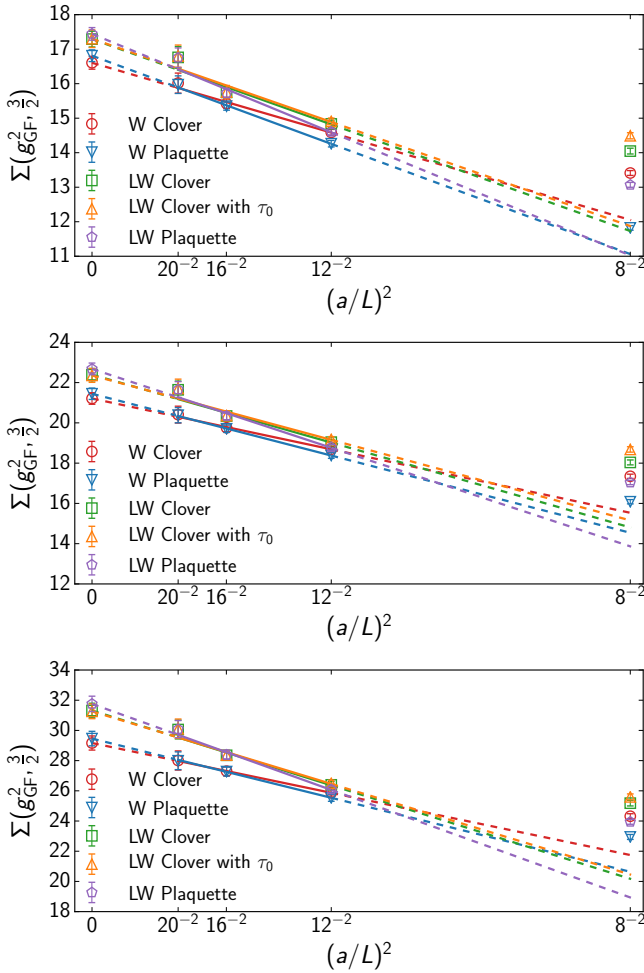 18
17
16
15
14
13
12
11
Σ(g²_GF, 3/2)
W Clover
W Plaquette
LW Clover
LW Clover with τ₀
LW Plaquette
0 20⁻² 16⁻² 12⁻² 8⁻²
(a/L)²
24
22
20
18
16
14
12
Σ(g²_GF, 3/2)
W Clover
W Plaquette
LW Clover
LW Clover with τ₀
LW Plaquette
0 20⁻² 16⁻² 12⁻² 8⁻²
(a/L)²
34
32
30
28
26
24
22
20
18
Σ(g²_GF, 3/2)
W Clover
W Plaquette
LW Clover
LW Clover with τ₀
LW Plaquette
0 20⁻² 16⁻² 12⁻² 8⁻²
(a/L)²